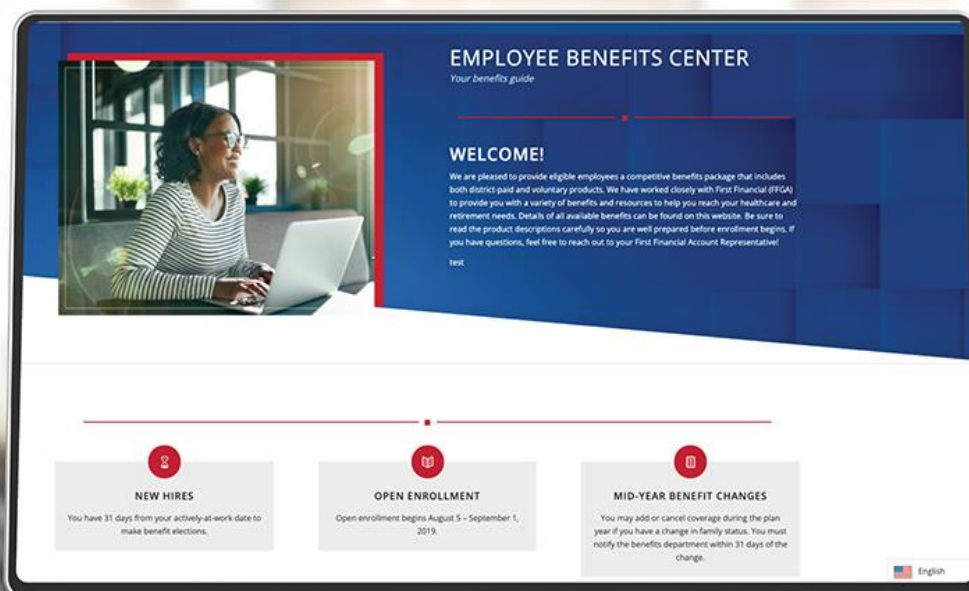 EMPLOYEE BENEFITS CENTER
Your benefits guide
WELCOME!
We are pleased to provide eligible employees a competitive benefits package that includes
both district-paid and voluntary products. We have worked closely with First Financial (FFGA)
to provide you with a variety of benefits and resources to help you reach your healthcare and
retirement needs. Details of all available benefits can be found on this website. Be sure to
read the product descriptions carefully so you are well prepared before enrollment begins. If
you have questions, feel free to reach out to your First Financial Account Representative!
test
NEW HIRES
You have 31 days from your actively-at-work date to
make benefit elections.
OPEN ENROLLMENT
Open enrollment begins August 5 – September 1,
2019.
MID-YEAR BENEFIT CHANGES
You may add or cancel coverage during the plan
year if you have a change in family status. You must
notify the benefits department within 31 days of the
change.
English